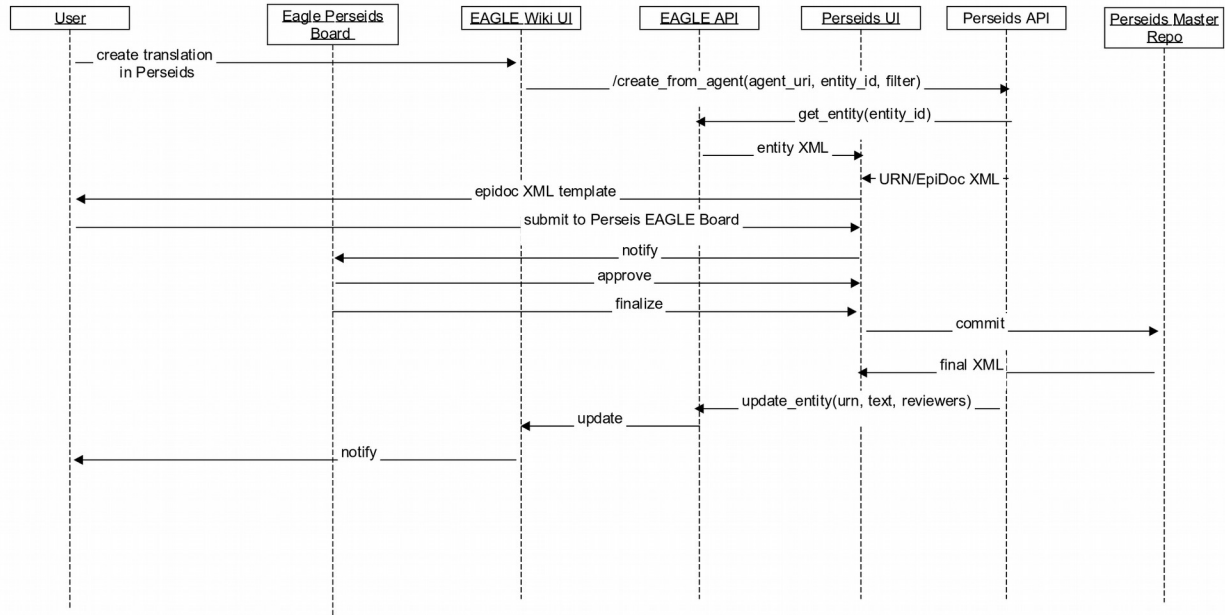 User
Eagle Perseids
Board
EAGLE Wiki UI
EAGLE API
Perseids UI
Perseids API
Perseids Master
Repo
create translation
in Perseids
/create_from_agent(agent_uri, entity_id, filter)
get_entity(entity_id)
entity XML
URN/EpiDoc XML
epidoc XML template
submit to Perseis EAGLE Board
notify
approve
finalize
commit
final XML
update_entity(urn, text, reviewers)
update
notify